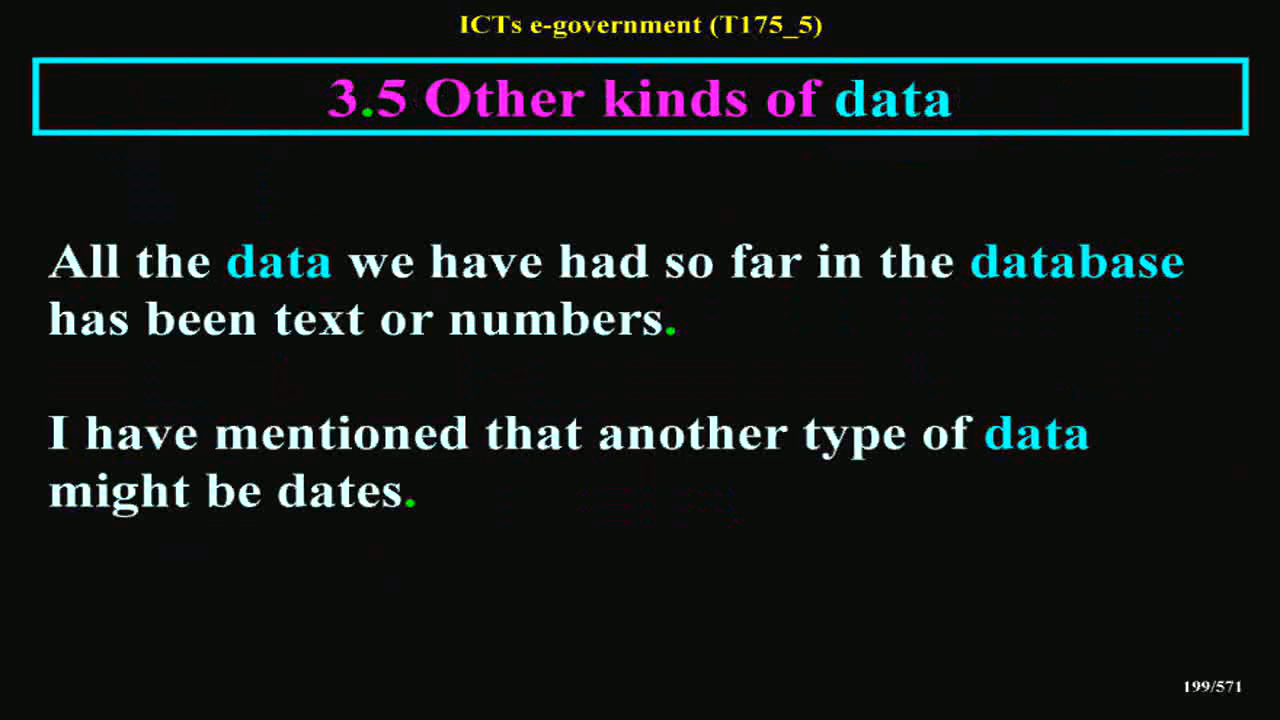 ICTs e-government (T175_5)
3.5 Other kinds of data
All the data we have had so far in the database
has been text or numbers.
I have mentioned that another type of data
might be dates.
199/571